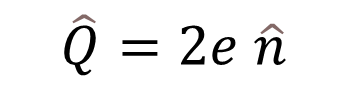 Q̂ = 2e n̂